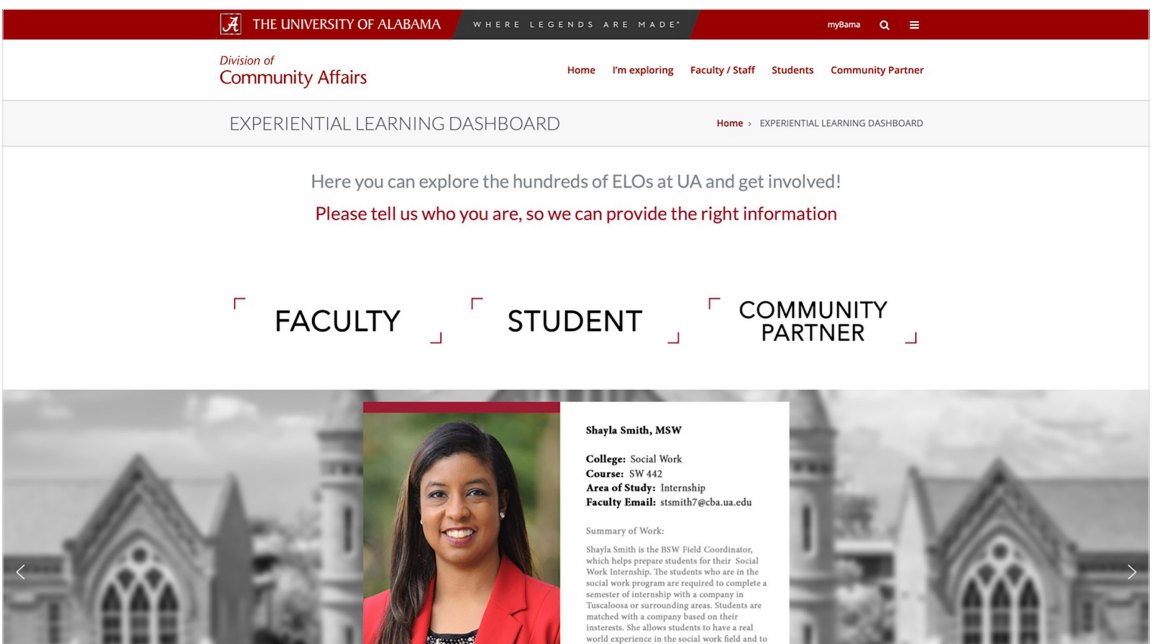 THE UNIVERSITY OF ALABAMA
WHERE LEGENDS ARE MADE
myBama
Division of
Community Affairs
Home I'm exploring Faculty / Staff Students Community Partner
EXPERIENTIAL LEARNING DASHBOARD
Home › EXPERIENTIAL LEARNING DASHBOARD
Here you can explore the hundreds of ELOs at UA and get involved!
Please tell us who you are, so we can provide the right information
FACULTY
STUDENT
COMMUNITY
PARTNER
Shayla Smith, MSW
College: Social Work
Course: SW 442
Area of Study: Internship
Faculty Email: stsmith7@cba.ua.edu
Summary of Work:
Shayla Smith is the BSW Field Coordinator,
which helps prepare students for their Social
Work Internship. The students who are in the
social work program are required to complete a
semester of internship with a company in
Tuscaloosa or surrounding areas. Students are
matched with a company based on their
insterests. She allows students to have a real
world experience in the social work field and to